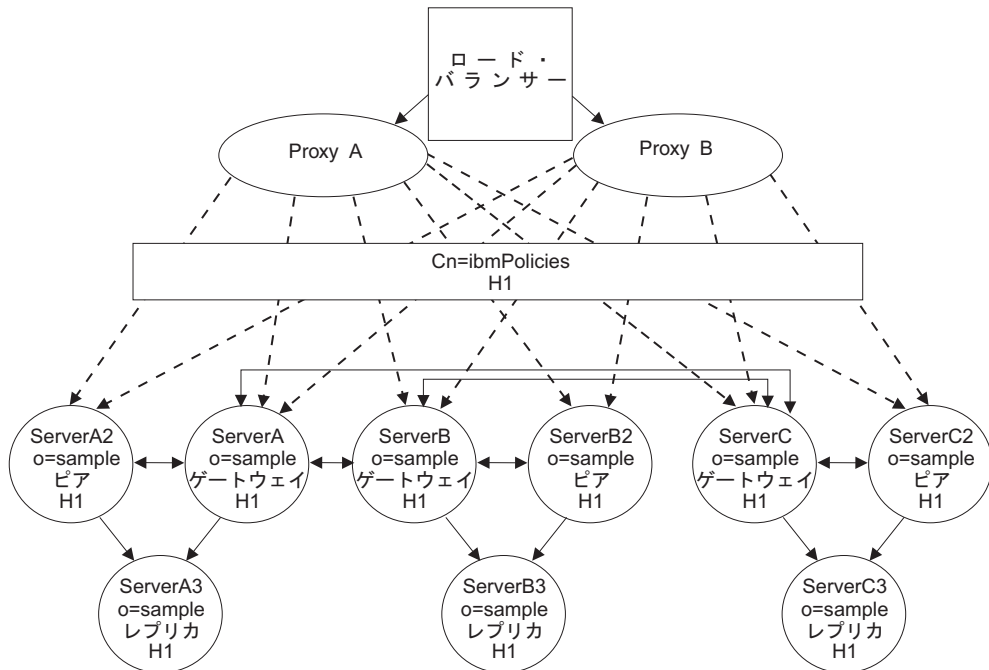 ロード・
バランサー
Proxy A
Proxy B
Cn=ibmPolicies
H1
ServerA2
o=sample
ピア
H1
ServerA
o=sample
ゲートウェイ
H1
ServerB
o=sample
ゲートウェイ
H1
ServerB2
o=sample
ピア
H1
ServerC
o=sample
ゲートウェイ
H1
ServerC2
o=sample
ピア
H1
ServerA3
o=sample
レプリカ
H1
ServerB3
o=sample
レプリカ
H1
ServerC3
o=sample
レプリカ
H1